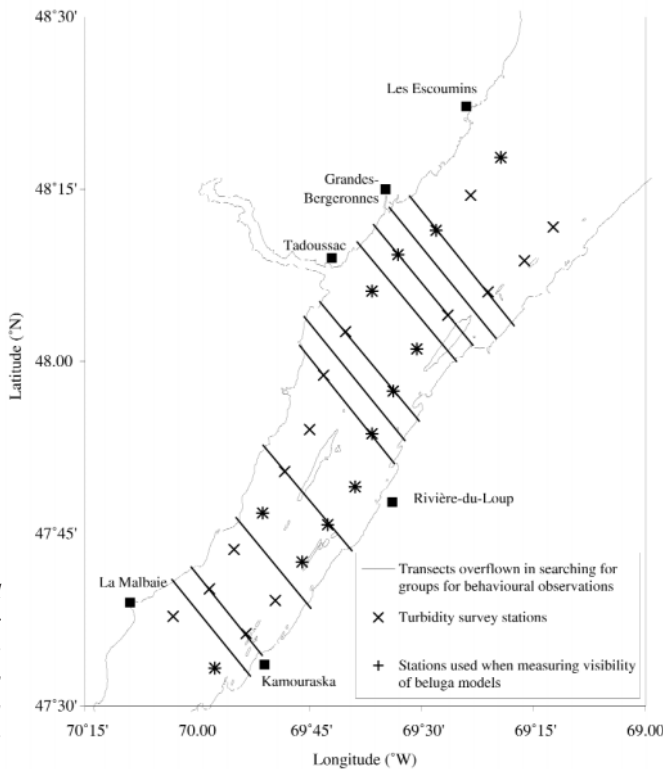 48°30'
Les Escoumins
48°15'
Grandes-
Bergeronnes
Tadoussac
Latitude (°N)
48.00
Rivière-du-Loup
47°45'
La Malbaie
Transects overflown in searching for
groups for behavioural observations
Turbidity survey stations
Stations used when measuring visibility
of beluga models
Kamouraska
47°30'
70°15'
70.00
69°45'
69°30'
69°15'
69.00
Longitude (°W)